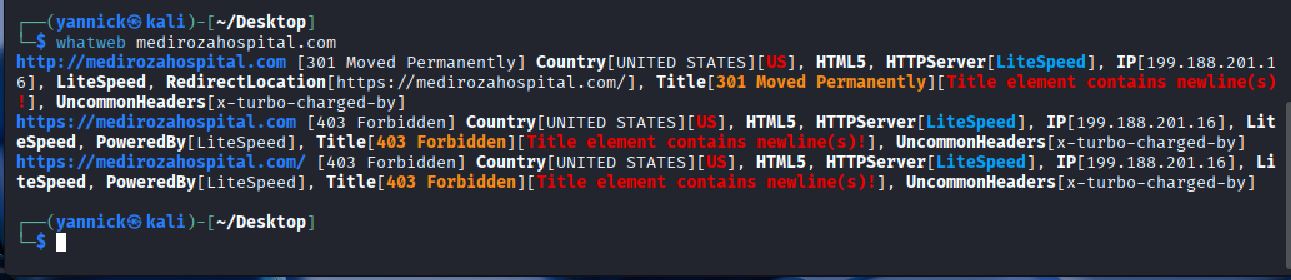 ┌──(yannick㉿kali)-[~/Desktop]
└─$ whatweb medirozahospital.com
http://medirozahospital.com [301 Moved Permanently] Country[UNITED STATES][US], HTML5, HTTPServer[LiteSpeed], IP[199.188.201.1
6], LiteSpeed, RedirectLocation[https://medirozahospital.com/], Title[301 Moved Permanently][Title element contains newline(s)
!], UncommonHeaders[x-turbo-charged-by]
https://medirozahospital.com [403 Forbidden] Country[UNITED STATES][US], HTML5, HTTPServer[LiteSpeed], IP[199.188.201.16], Lit
eSpeed, PoweredBy[LiteSpeed], Title[403 Forbidden][Title element contains newline(s)!], UncommonHeaders[x-turbo-charged-by]
https://medirozahospital.com/ [403 Forbidden] Country[UNITED STATES][US], HTML5, HTTPServer[LiteSpeed], IP[199.188.201.16], Li
teSpeed, PoweredBy[LiteSpeed], Title[403 Forbidden][Title element contains newline(s)!], UncommonHeaders[x-turbo-charged-by]
┌──(yannick㉿kali)-[~/Desktop]
└─$